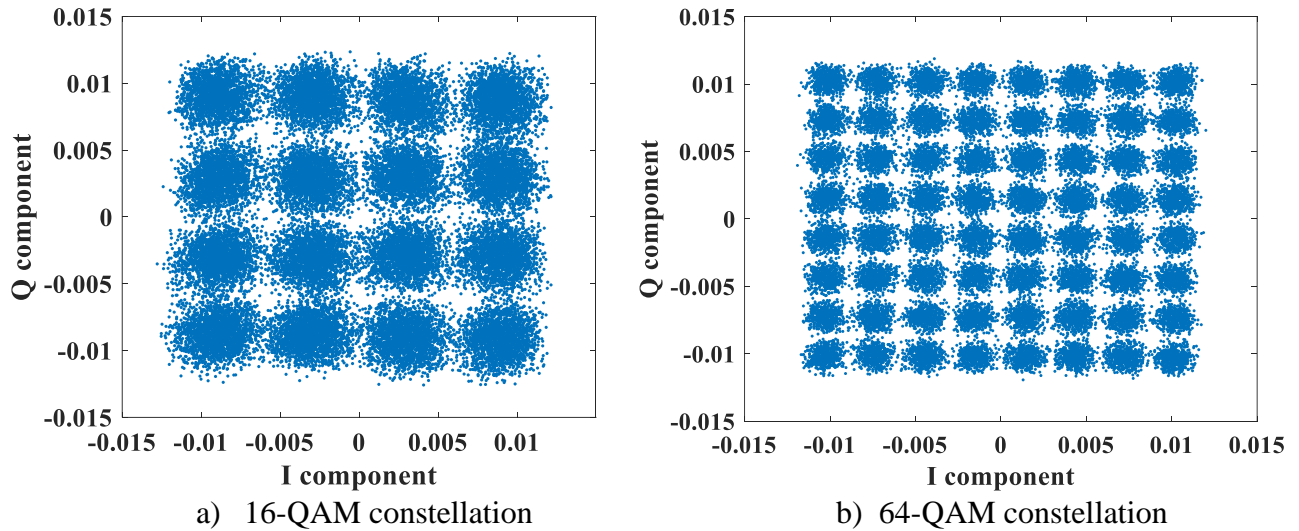 0.015
0.01
0.005
0
-0.005
-0.01
-0.015
Q component
-0.015 -0.01 -0.005 0 0.005 0.01
I component
a) 16-QAM constellation
0.015
0.01
0.005
0
-0.005
-0.01
-0.015
Q component
-0.015 -0.01 -0.005 0 0.005 0.01 0.015
I component
b) 64-QAM constellation